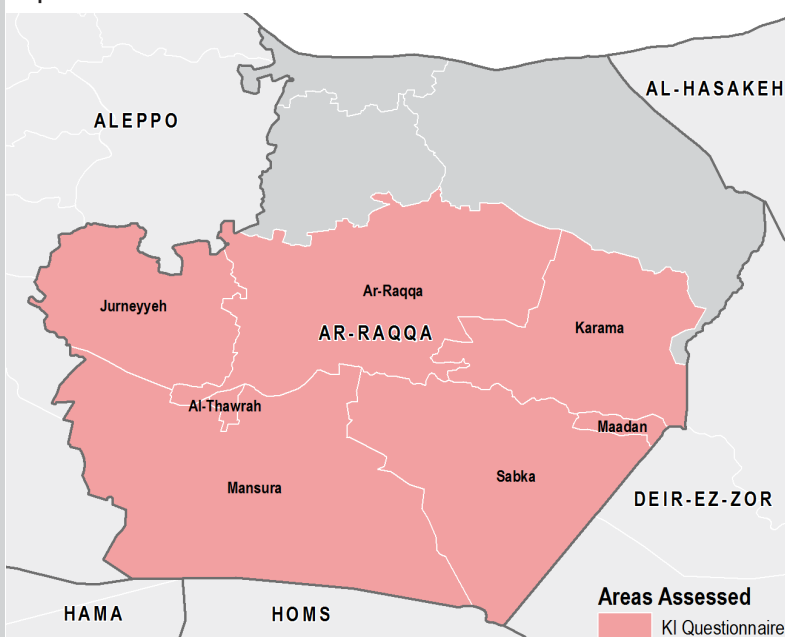 AL-HASAKEH
ALEPPO
Ar-Raqqa
Jurneyyeh
Karama
AR-RAQQA
Al-Thawrah
Maadan
Sabka
Mansura
DEIR-EZ-ZOR
Areas Assessed
HAMA
HOMS
KI Questionnaire